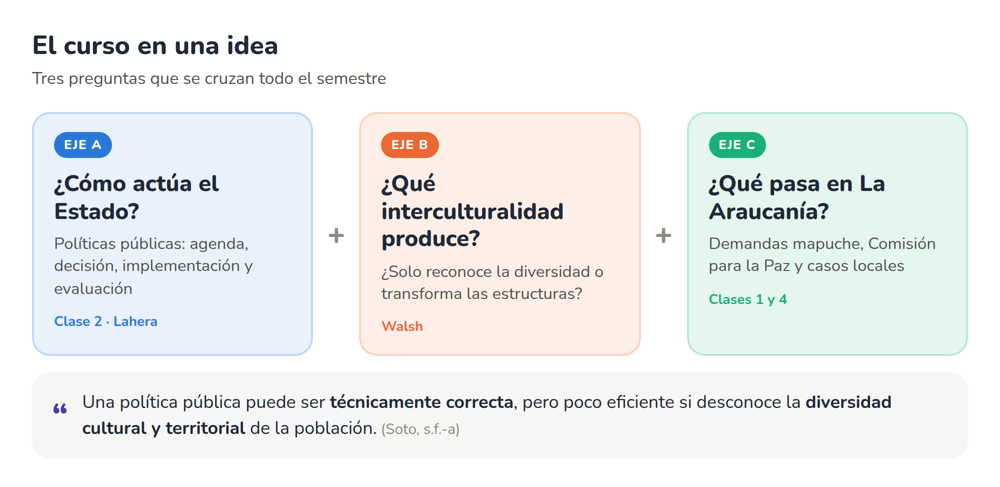 El curso en una idea
Tres preguntas que se cruzan todo el semestre
EJE A
¿Cómo actúa el
Estado?
Políticas públicas: agenda,
decisión, implementación y
evaluación
Clase 2 · Lahera
+
EJE B
¿Qué
interculturalidad
produce?
¿Solo reconoce la diversidad o
transforma las estructuras?
Walsh
+
EJE C
¿Qué pasa en La
Araucanía?
Demandas mapuche, Comisión
para la Paz y casos locales
Clases 1 y 4
“ Una política pública puede ser técnicamente correcta, pero poco eficiente si desconoce la diversidad
cultural y territorial de la población. (Soto, s.f.-a)